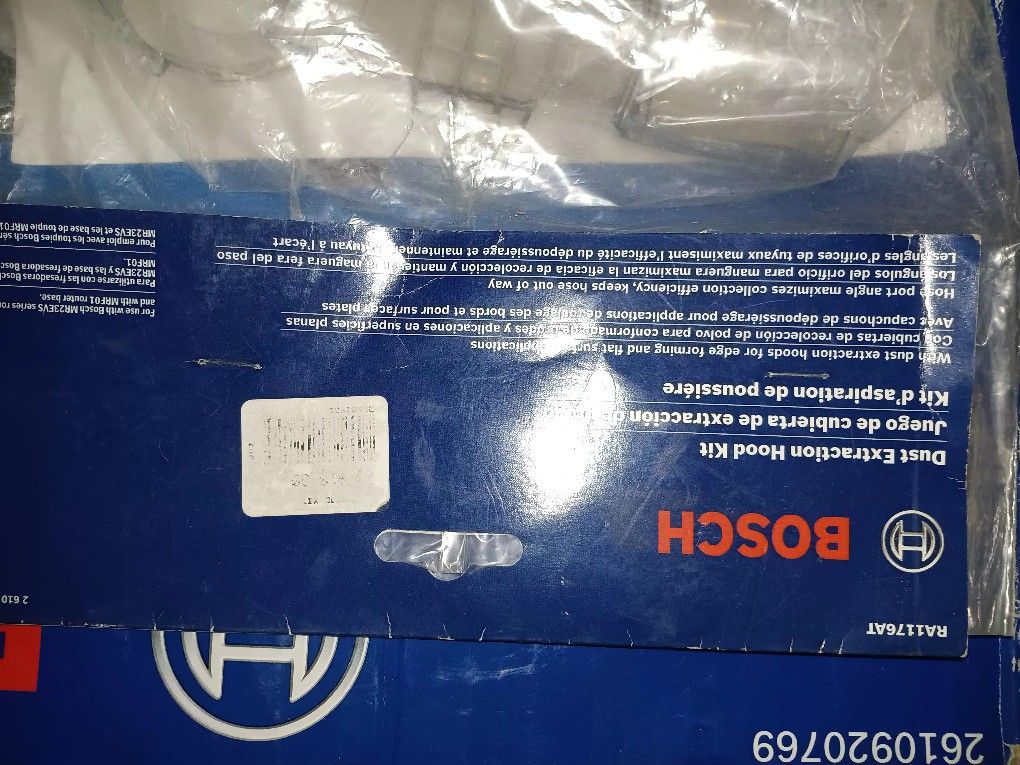 2610920769
RA1176AT
BOSCH
Dust Extraction Hood Kit
Juego de cubierta de extracción de
Kit d'aspiration de poussière
With dust extraction hoods for edge forming and flat surface applications
Con cubiertas de recolección de polvo para conformado de bordes y aplicaciones en superficies planas
Avec capuchons de dépoussiérage pour applications de moulage des bords et pour surfaces plates
Hose port angle maximizes collection efficiency, keeps hose out of way
Los ángulos del orificio para manguera maximizan la eficacia de recolección y mantienen la manguera fuera del paso
Les angles d'orifices de tuyaux maximisent l'efficacité du dépoussiérage et maintiennent le tuyau à l'écart
2 610
For use with Bosch MR23EVS series
and with MRF01 router base.
Para utilizarse con las fresadoras Bosch
MR23EVS y las base de fresadora Bosch
MRF01.
Pour emploi avec les toupies Bosch
MR23EVS et les base de toupie MRF01